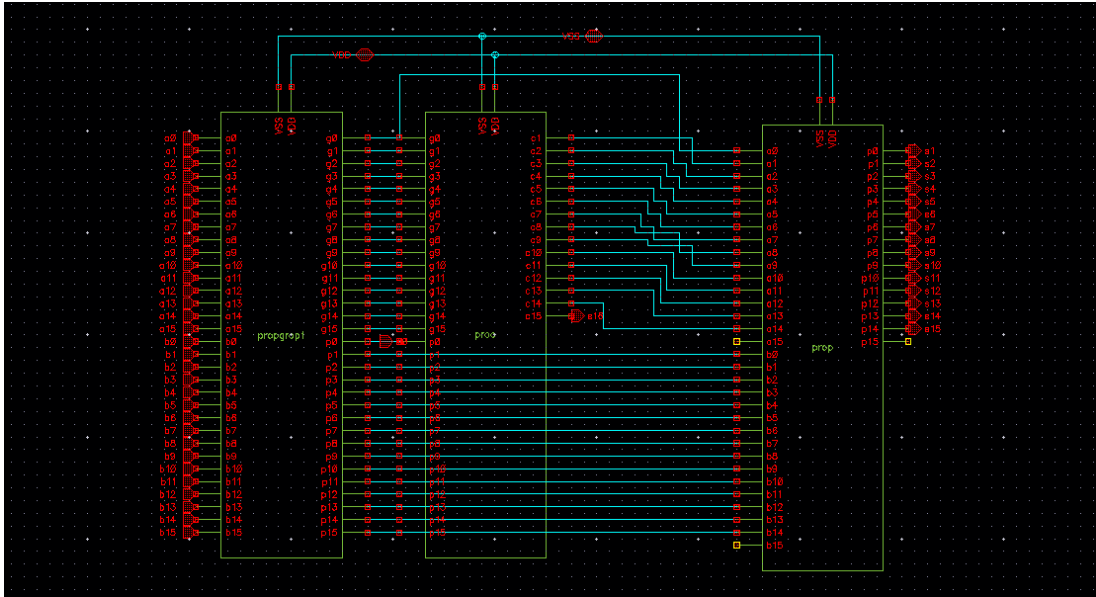 VSS
VDD
VSS VDD
VSS VDD
VSS VDD
a0 a0 g0 g0
a1 a1 g1 g1
a2 a2 g2 g2
a3 a3 g3 g3
a4 a4 g4 g4
a5 a5 g5 g5
a6 a6 g6 g6
a7 a7 g7 g7
a8 a8 g8 g8
a9 a9 g9 g9
a10 a10 g10 g10
a11 a11 g11 g11
a12 a12 g12 g12
a13 a13 g13 g13
a14 a14 g14 g14
a15 a15 g15 g15
b0 b0 p0 p0
b1 b1 p1 p1
b2 b2 p2 p2
b3 b3 p3 p3
b4 b4 p4 p4
b5 b5 p5 p5
b6 b6 p6 p6
b7 b7 p7 p7
b8 b8 p8 p8
b9 b9 p9 p9
b10 b10 p10 p10
b11 b11 p11 p11
b12 b12 p12 p12
b13 b13 p13 p13
b14 b14 p14 p14
b15 b15 p15 p15
c1
c2
c3
c4
c5
c6
c7
c8
c9
c10
c11
c12
c13
c14
c15 s16
a0 p0 s1
a1 p1 s2
a2 p2 s3
a3 p3 s4
a4 p4 s5
a5 p5 s6
a6 p6 s7
a7 p7 s8
a8 p8 s9
a9 p9 s10
a10 p10 s11
a11 p11 s12
a12 p12 s13
a13 p13 s14
a14 p14 s15
a15 p15
b0
b1
b2
b3
b4
b5
b6
b7
b8
b9
b10
b11
b12
b13
b14
b15
prop